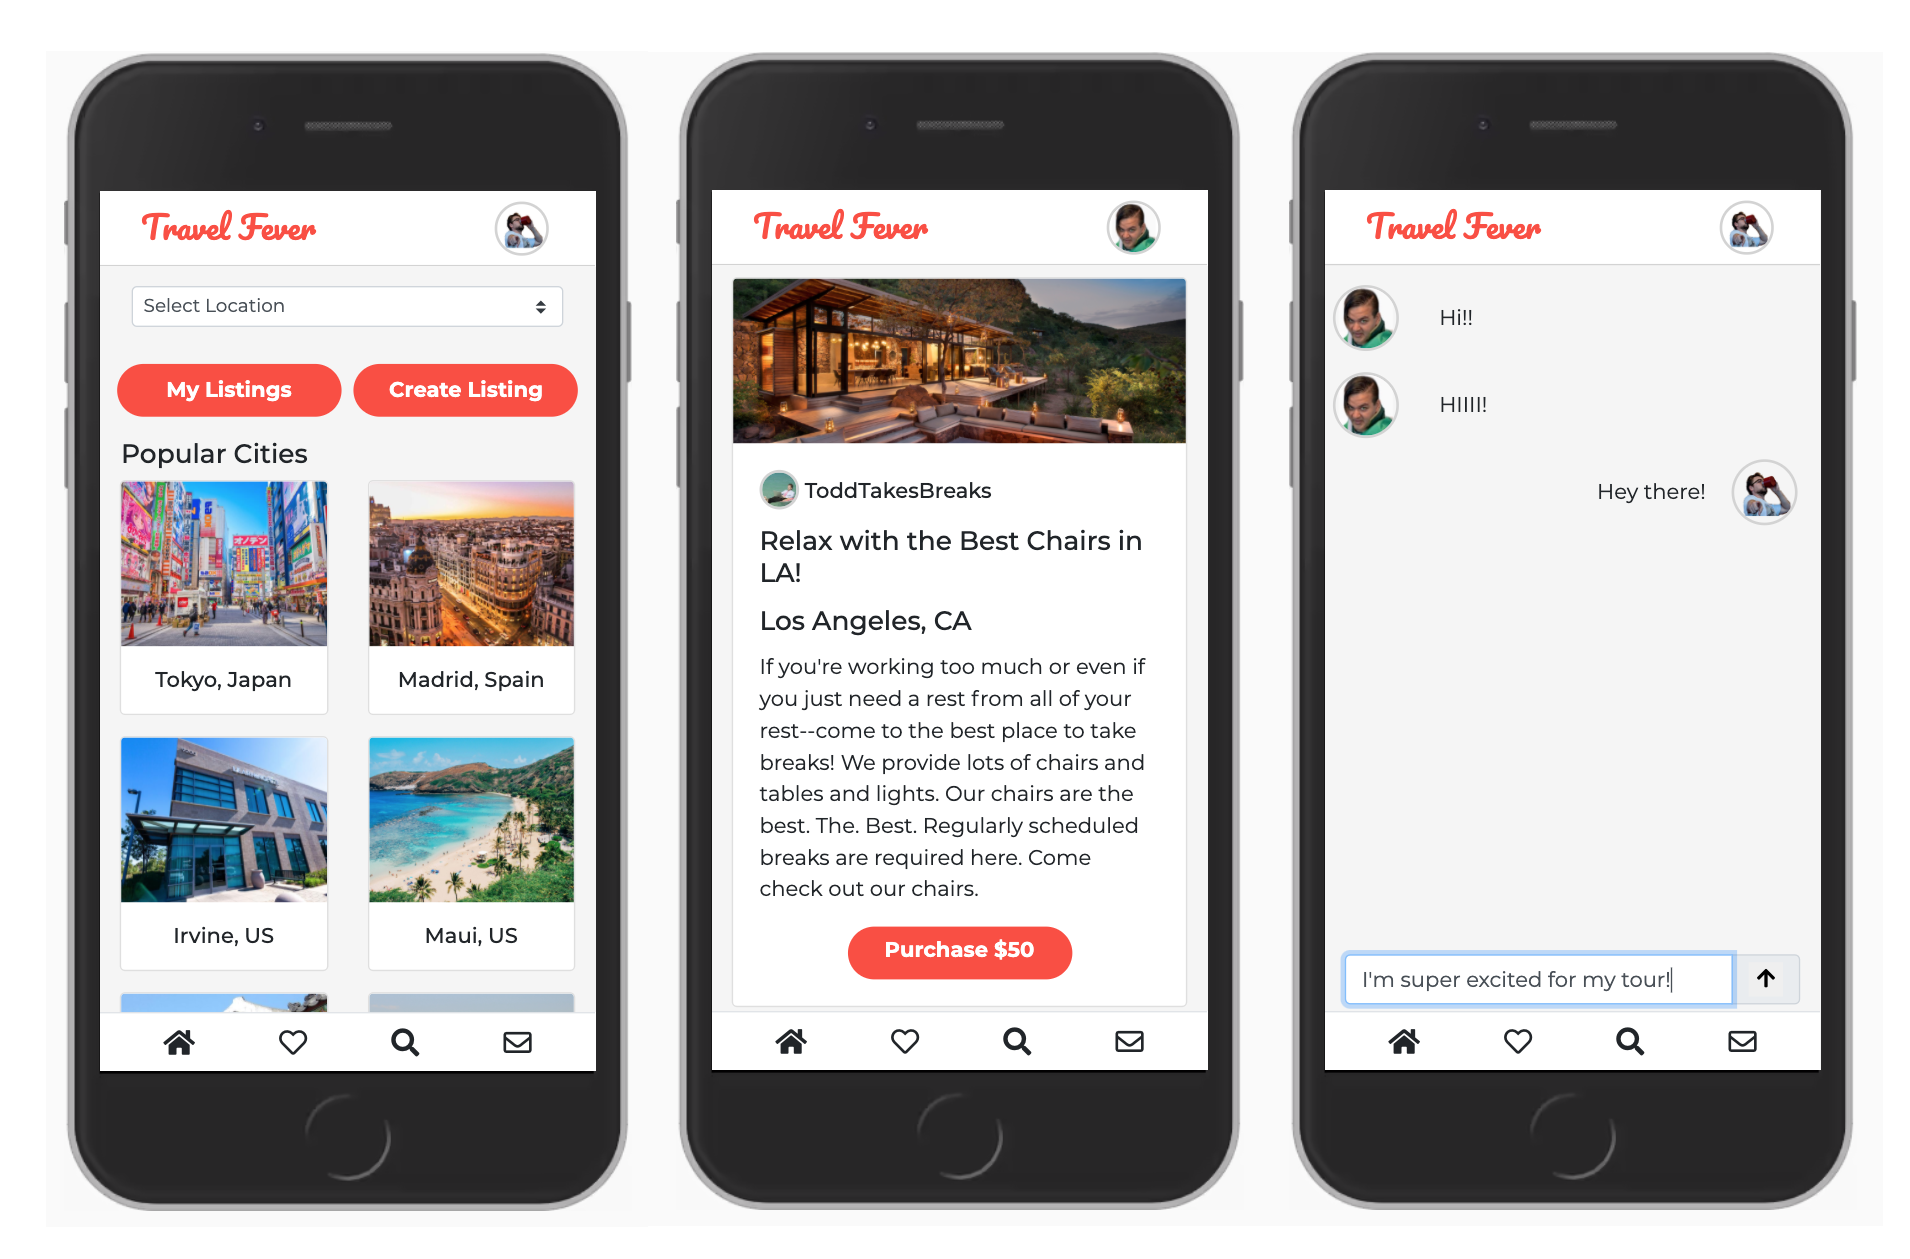 Travel Fever
Select Location
My Listings
Create Listing
Popular Cities
オノデン
Tokyo, Japan
Madrid, Spain
Irvine, US
Maui, US
Travel Fever
ToddTakesBreaks
Relax with the Best Chairs in
LA!
Los Angeles, CA
If you're working too much or even if
you just need a rest from all of your
rest--come to the best place to take
breaks! We provide lots of chairs and
tables and lights. Our chairs are the
best. The. Best. Regularly scheduled
breaks are required here. Come
check out our chairs.
Purchase $50
Travel Fever
Hi!!
HIIII!
Hey there!
I'm super excited for my tour!